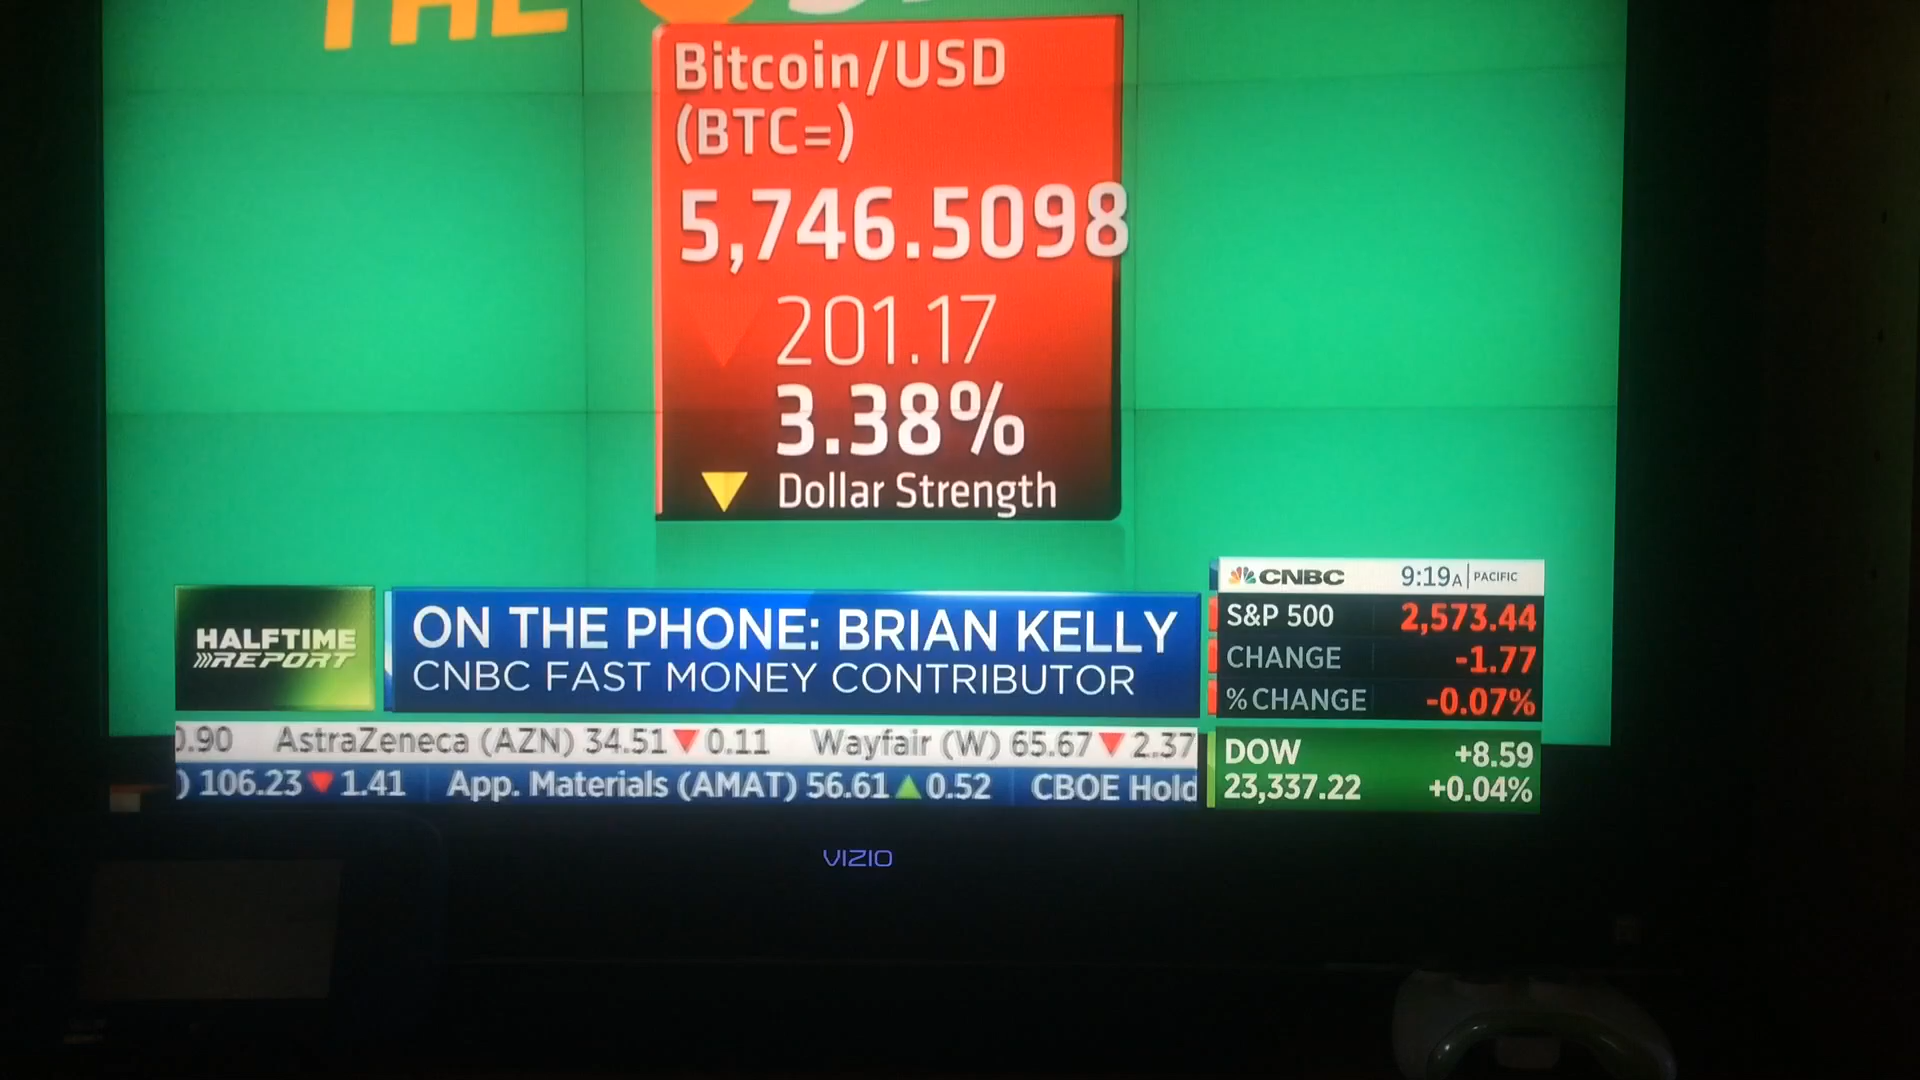 THE
Bitcoin/USD
(BTC=)
5,746.5098
201.17
3.38%
▼ Dollar Strength
HALFTIME
REPORT
ON THE PHONE: BRIAN KELLY
CNBC FAST MONEY CONTRIBUTOR
CNBC 9:19A PACIFIC
S&P 500 2,573.44
CHANGE -1.77
% CHANGE -0.07%
DOW +8.59
23,337.22 +0.04%
0.90 AstraZeneca (AZN) 34.51 ▼ 0.11 Wayfair (W) 65.67 ▼ 2.37
) 106.23 ▼ 1.41 App. Materials (AMAT) 56.61 ▲ 0.52 CBOE Hold
VIZIO